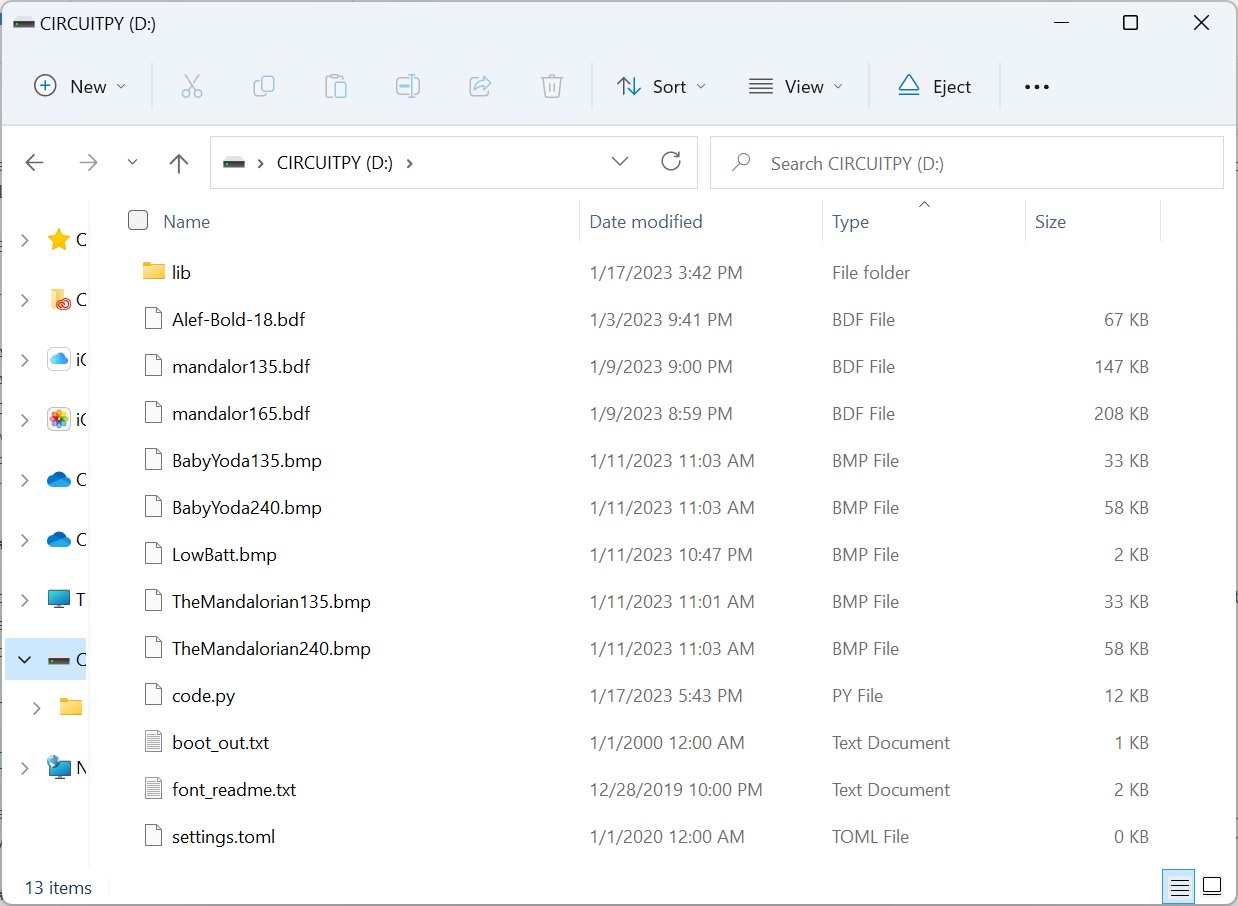 CIRCUITPY (D:)
New Sort View Eject
CIRCUITPY (D:) Search CIRCUITPY (D:)
Name Date modified Type Size
lib 1/17/2023 3:42 PM File folder
Alef-Bold-18.bdf 1/3/2023 9:41 PM BDF File 67 KB
mandalor135.bdf 1/9/2023 9:00 PM BDF File 147 KB
mandalor165.bdf 1/9/2023 8:59 PM BDF File 208 KB
BabyYoda135.bmp 1/11/2023 11:03 AM BMP File 33 KB
BabyYoda240.bmp 1/11/2023 11:03 AM BMP File 58 KB
LowBatt.bmp 1/11/2023 10:47 PM BMP File 2 KB
TheMandalorian135.bmp 1/11/2023 11:01 AM BMP File 33 KB
TheMandalorian240.bmp 1/11/2023 11:03 AM BMP File 58 KB
code.py 1/17/2023 5:43 PM PY File 12 KB
boot_out.txt 1/1/2000 12:00 AM Text Document 1 KB
font_readme.txt 12/28/2019 10:00 PM Text Document 2 KB
settings.toml 1/1/2020 12:00 AM TOML File 0 KB
13 items